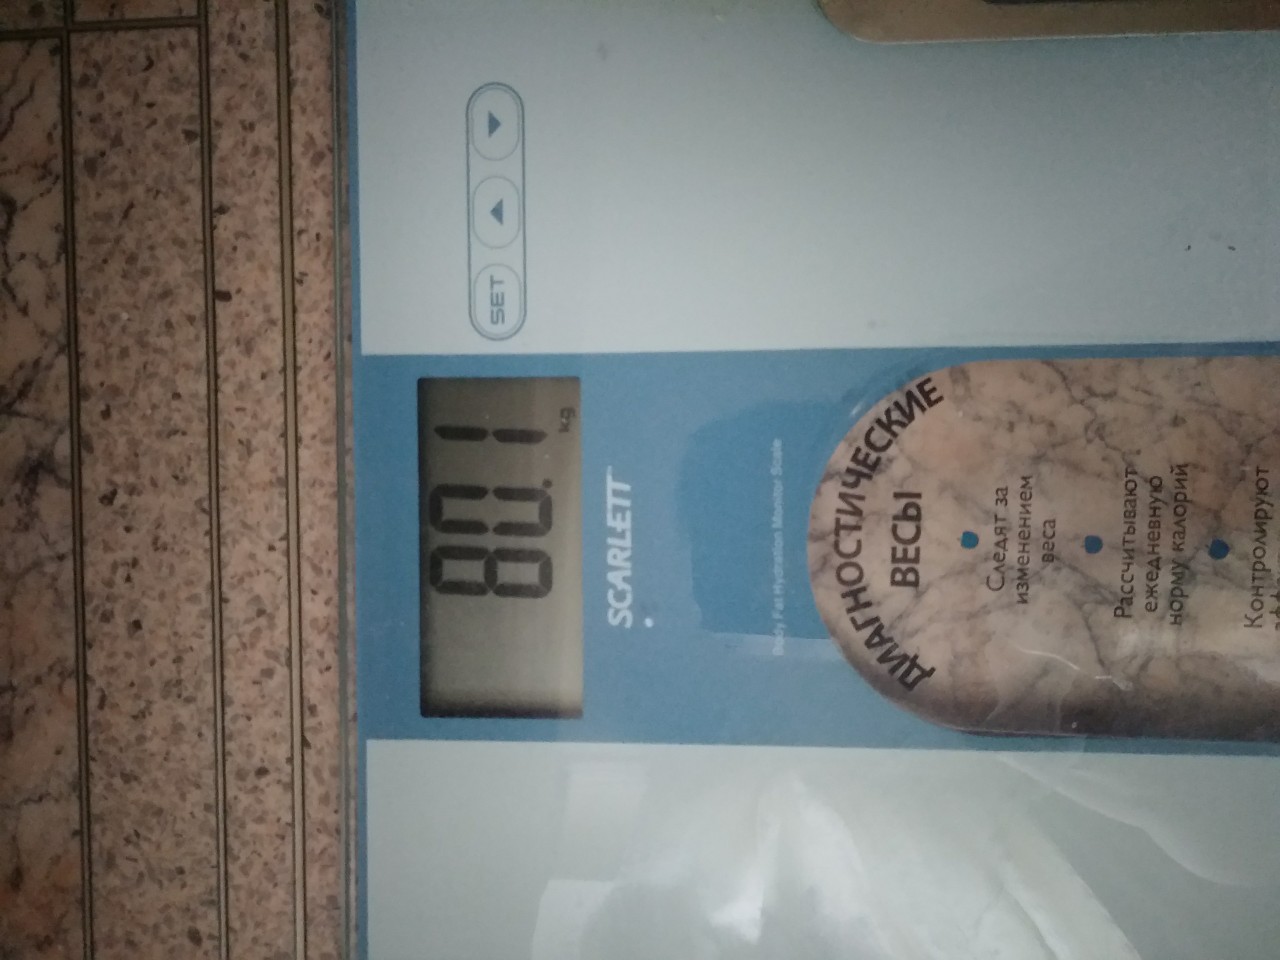 SET
80.1
kg
SCARLETT
Body Fat Hydration Monitor Scale
ДИАГНОСТИЧЕСКИЕ
ВЕСЫ
Следят за
изменением
веса
Рассчитывают
ежедневную
норму калорий
Контролируют